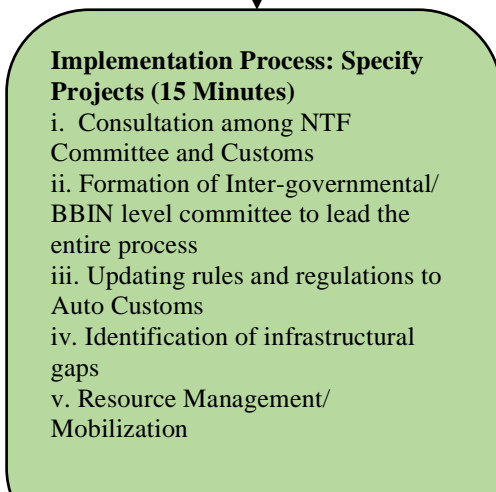 Implementation Process: Specify
Projects (15 Minutes)
i. Consultation among NTF
Committee and Customs
ii. Formation of Inter-governmental/
BBIN level committee to lead the
entire process
iii. Updating rules and regulations to
Auto Customs
iv. Identification of infrastructural
gaps
v. Resource Management/
Mobilization